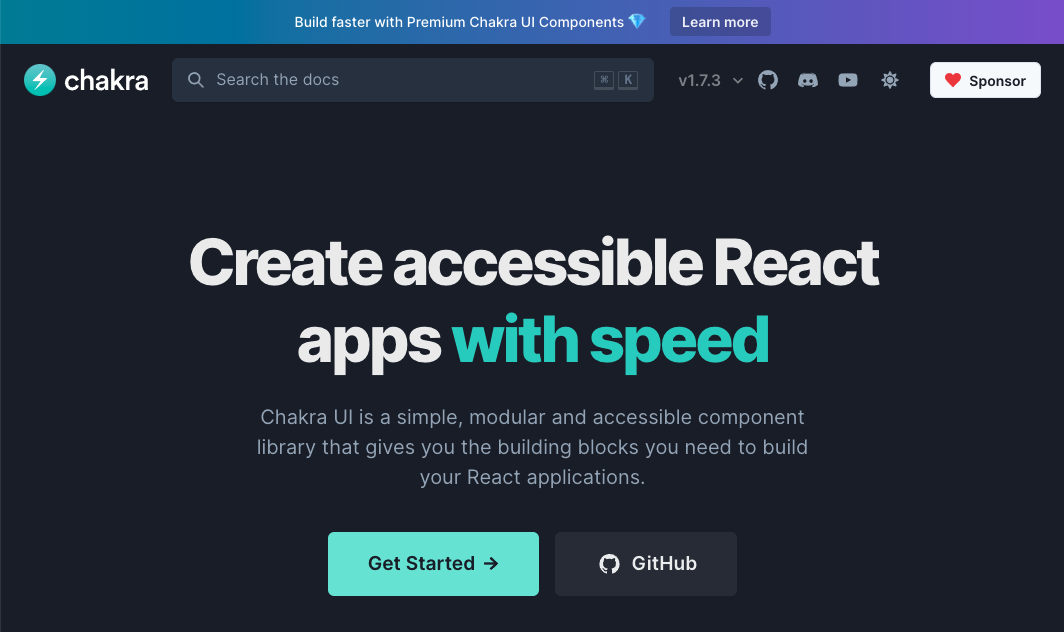 Build faster with Premium Chakra UI Components 💎 Learn more
chakra Search the docs ⌘ K v1.7.3 Sponsor
Create accessible React
apps with speed
Chakra UI is a simple, modular and accessible component
library that gives you the building blocks you need to build
your React applications.
Get Started → GitHub